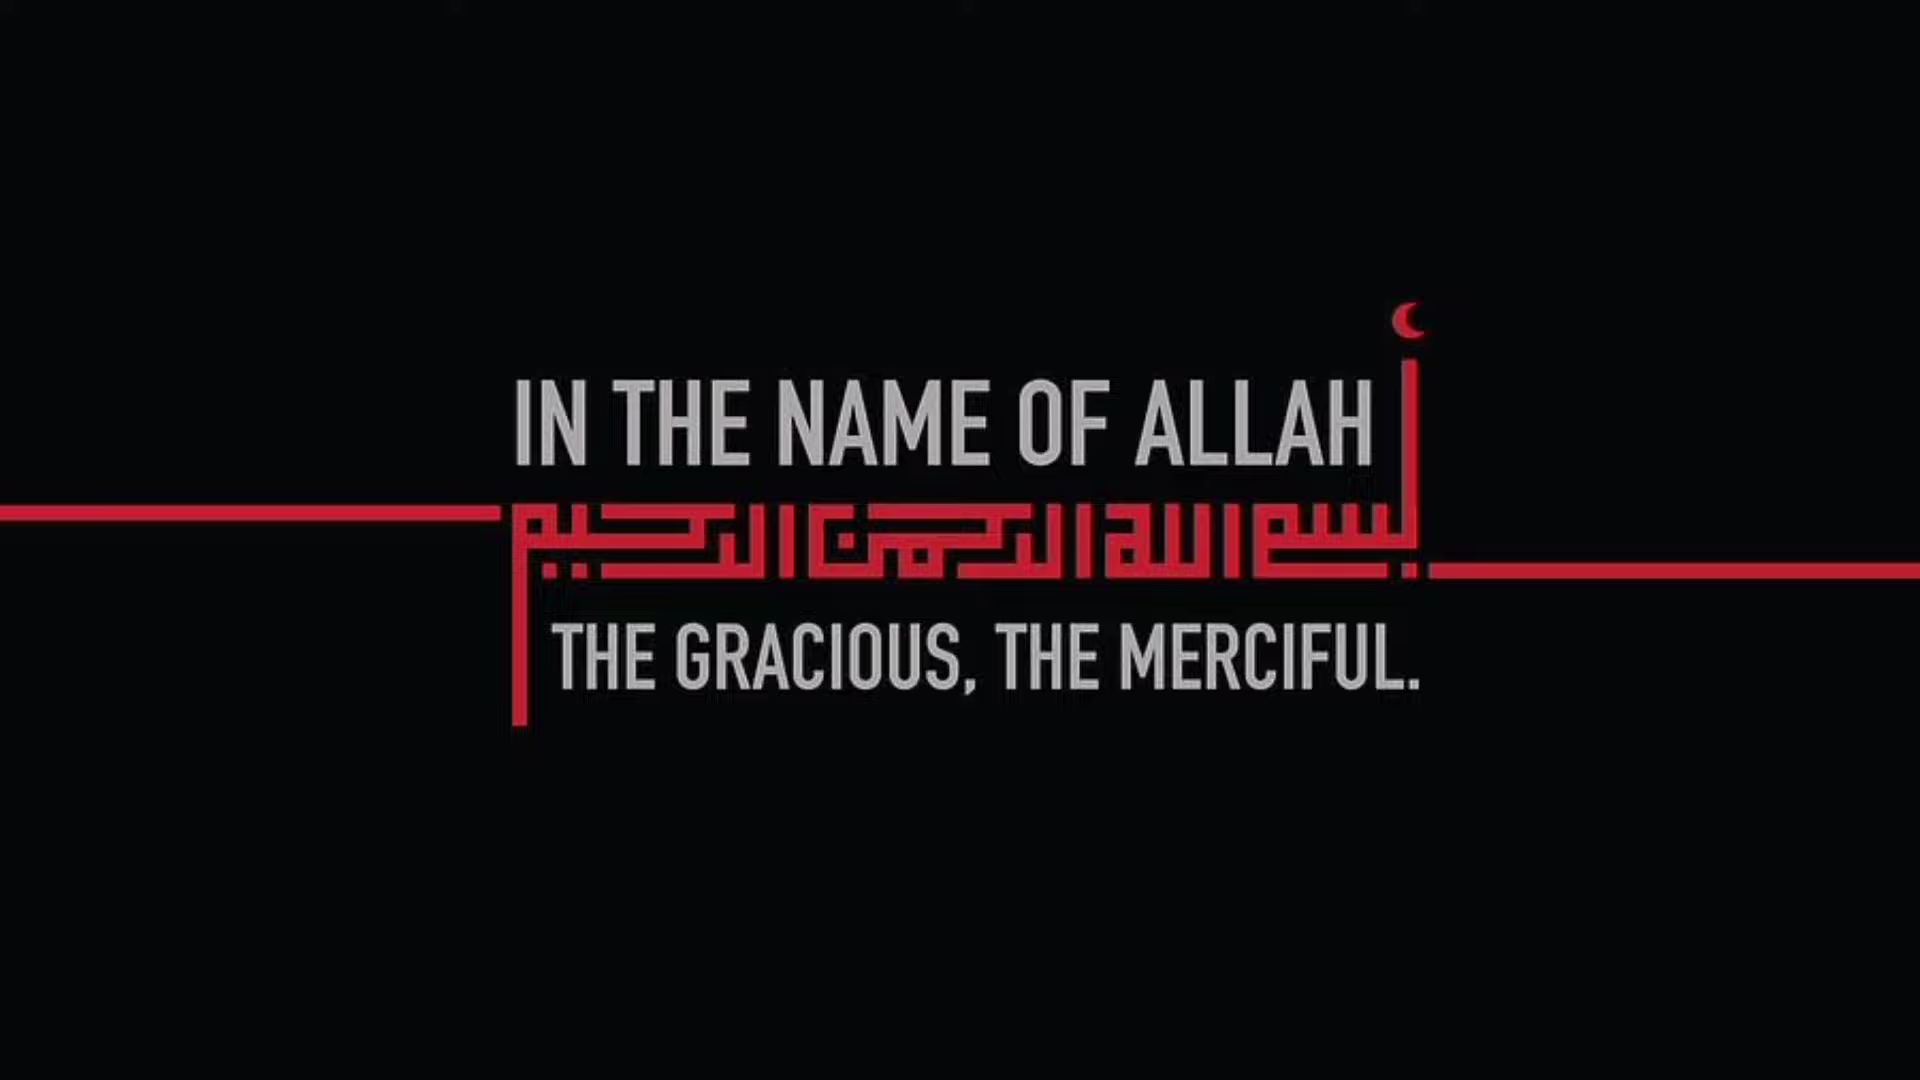 IN THE NAME OF ALLAH
بسم الله الرحمن الرحيم
THE GRACIOUS, THE MERCIFUL.